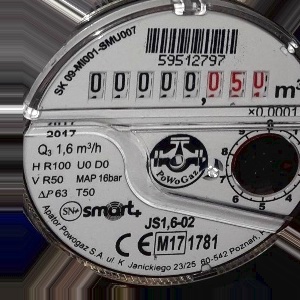 SK 09-MI001-SMU007
59512797
00000,050 m³
×0,0001
2017
Q₃ 1,6 m³/h
H R100 U0 D0
V R50 MAP 16bar
ΔP63 T50
PoWoGaz
SN+ smart+
JS1,6-02
CE M17 1781
Apator Powogaz S.A. ul. K. Janickiego 23/25 60-542 Poznań,